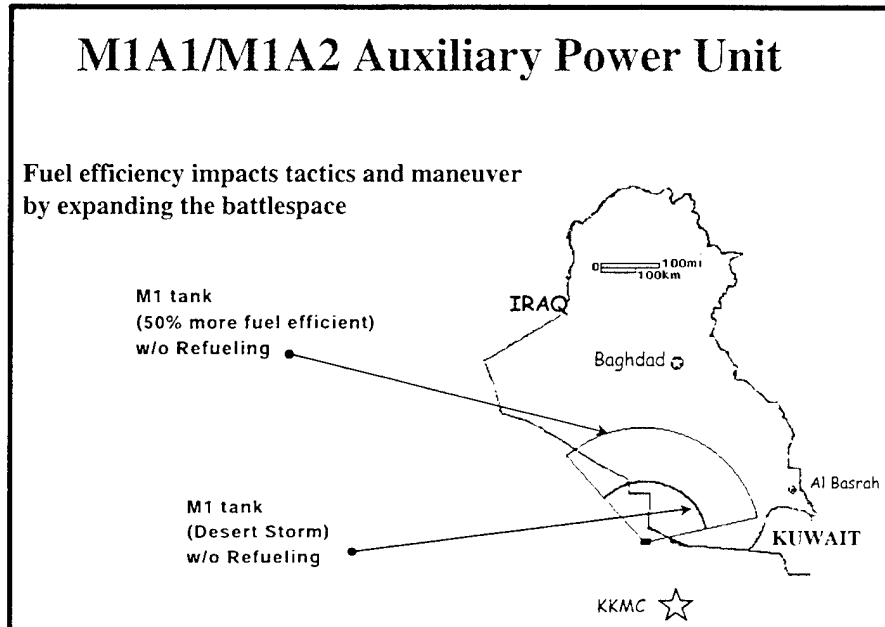 M1A1/M1A2 Auxiliary Power Unit
Fuel efficiency impacts tactics and maneuver
by expanding the battlespace
0 100mi
100km
M1 tank
(50% more fuel efficient)
w/o Refueling
IRAQ
Baghdad
Al Basrah
M1 tank
(Desert Storm)
w/o Refueling
KUWAIT
KKMC